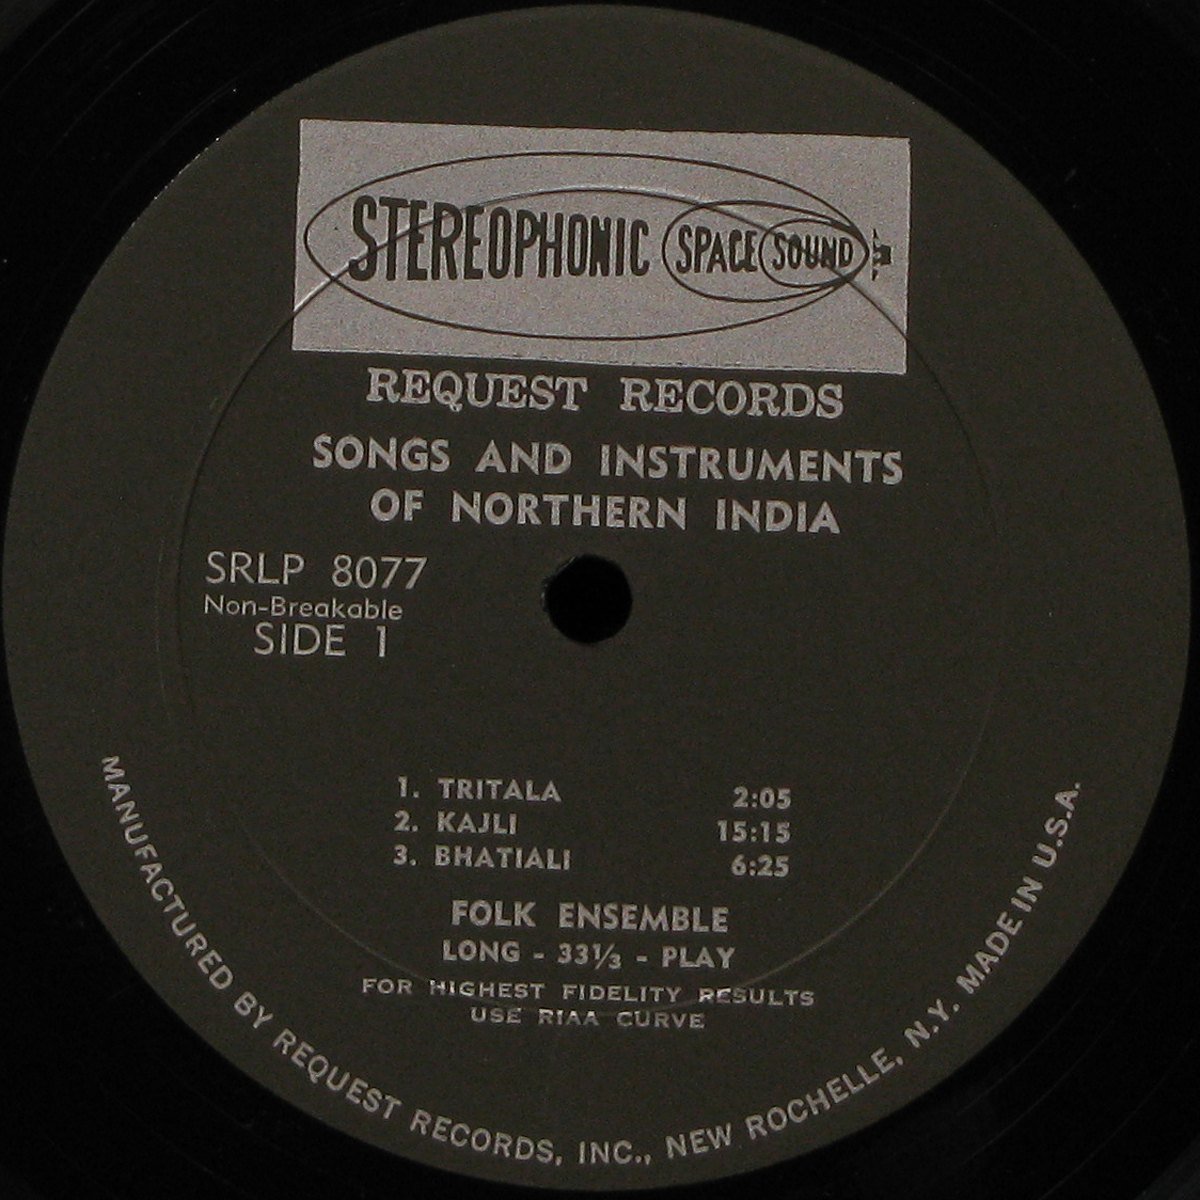 STEREOPHONIC SPACE SOUND
REQUEST RECORDS
SONGS AND INSTRUMENTS
OF NORTHERN INDIA
SRLP 8077
Non-Breakable
SIDE 1
1. TRITALA 2:05
2. KAJLI 15:15
3. BHATIALI 6:25
FOLK ENSEMBLE
LONG - 33⅓ - PLAY
FOR HIGHEST FIDELITY RESULTS
USE RIAA CURVE
MANUFACTURED BY REQUEST RECORDS, INC., NEW ROCHELLE, N.Y. MADE IN U.S.A.